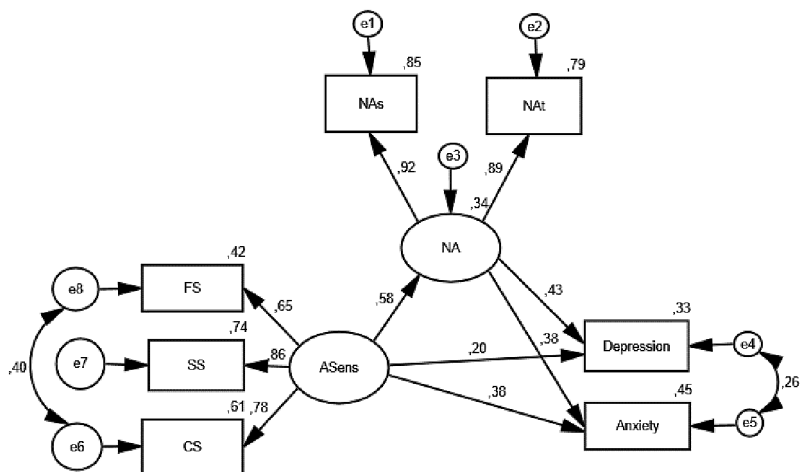 e1
e2
,85
,79
NAs
NAt
,92
e3
,89
,34
NA
,42
e8
FS
,65
,58
,43
,74
,33
,40
e7
SS
,86
ASens
,20
,38
Depression
e4
,26
,61
,78
,38
,45
e6
CS
Anxiety
e5